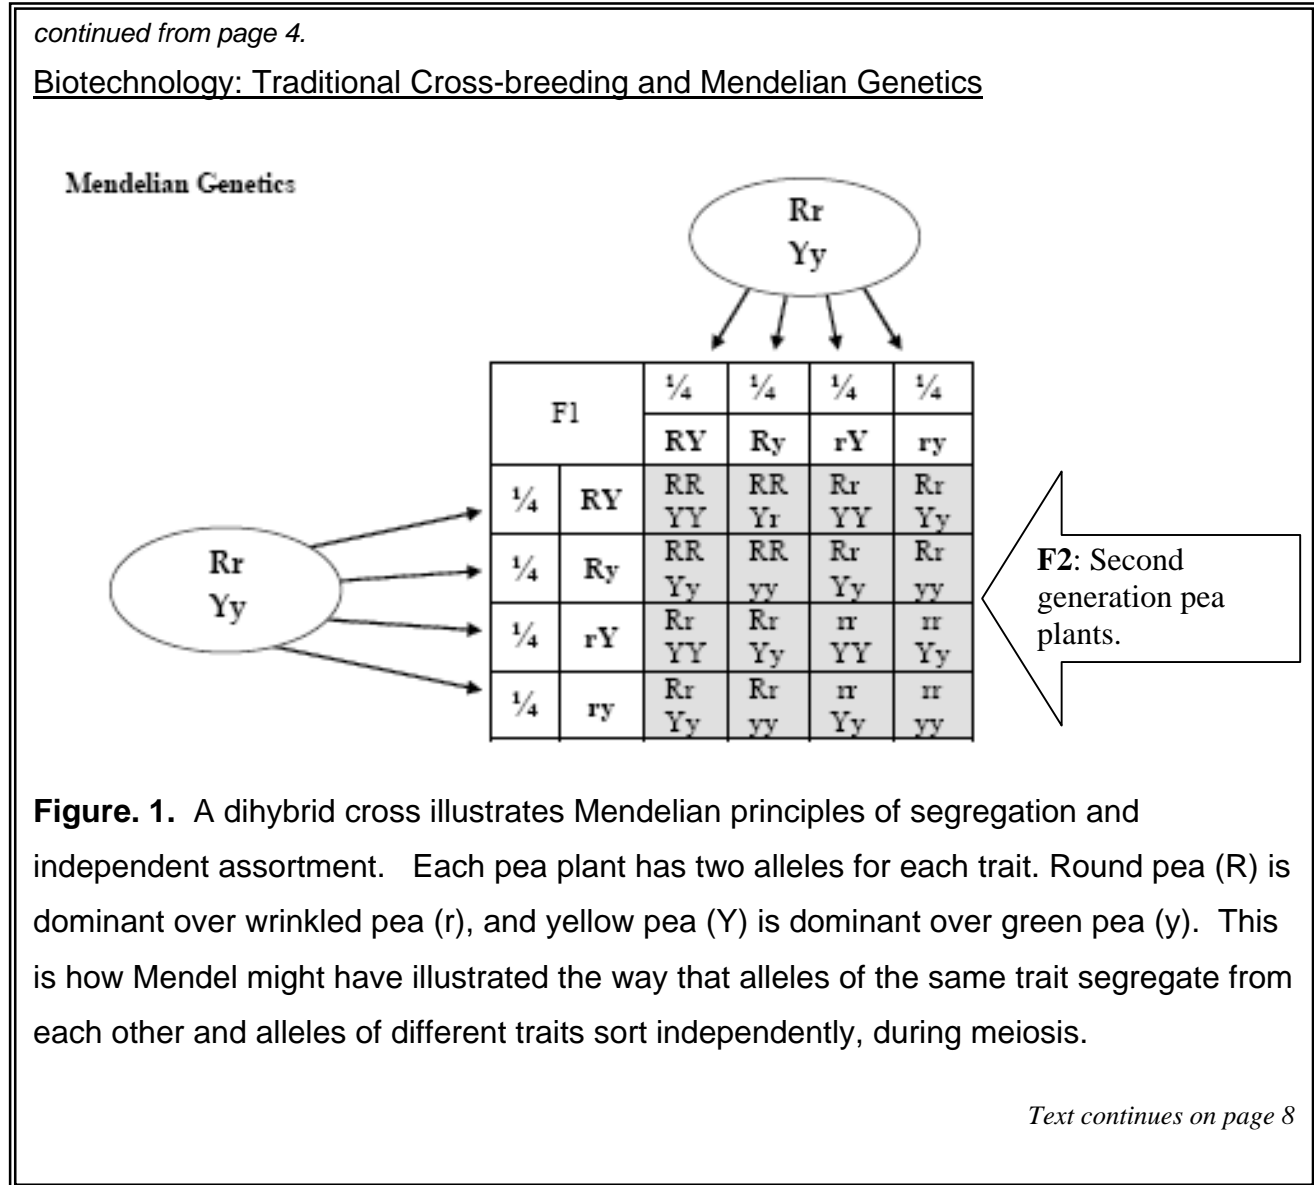 continued from page 4.
Biotechnology: Traditional Cross-breeding and Mendelian Genetics
Mendelian Genetics
Rr
Yy
F1 ¼ ¼ ¼ ¼
RY Ry rY ry
¼ RY RR RR Rr Rr
YY Yr YY Yy
Rr
Yy
¼ Ry RR RR Rr Rr
Yy yy Yy yy
¼ rY Rr Rr rr rr
YY Yy YY Yy
¼ ry Rr Rr rr rr
Yy yy Yy yy
F2: Second
generation pea
plants.
Figure. 1. A dihybrid cross illustrates Mendelian principles of segregation and
independent assortment. Each pea plant has two alleles for each trait. Round pea (R) is
dominant over wrinkled pea (r), and yellow pea (Y) is dominant over green pea (y). This
is how Mendel might have illustrated the way that alleles of the same trait segregate from
each other and alleles of different traits sort independently, during meiosis.
Text continues on page 8